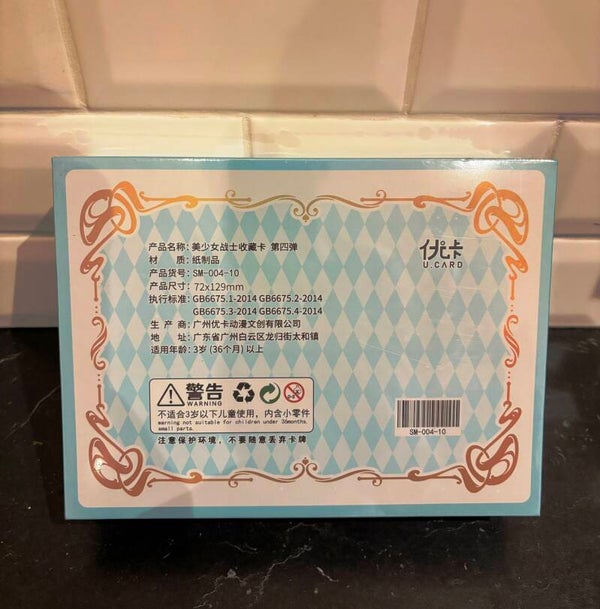 产品名称: 美少女战士收藏卡 第四弹
材 质: 纸制品
产品货号: SM-004-10
产品尺寸: 72x129mm
执行标准: GB6675.1-2014 GB6675.2-2014
GB6675.3-2014 GB6675.4-2014
生 产 商: 广州优卡动漫文创有限公司
地 址: 广东省广州白云区龙归街太和镇
适用年龄: 3岁 (36个月) 以上
优卡
U.CARD
警告
WARNING
不适合3岁以下儿童使用，内含小零件
warning not suitable for children under 36months.
small parts.
注意保护环境，不要随意丢弃卡牌
SM-004-10